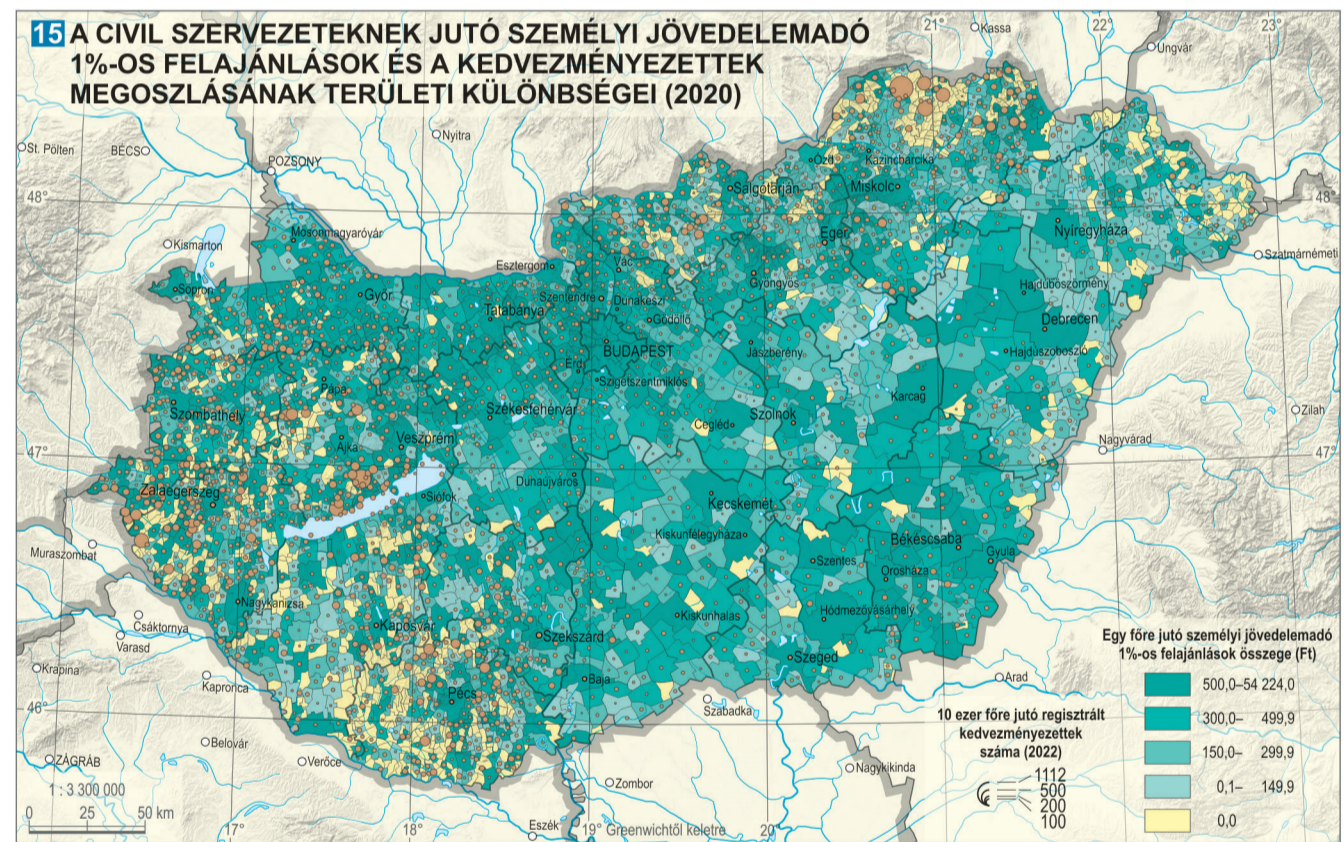 15 A CIVIL SZERVEZETEKNEK JUTÓ SZEMÉLYI JÖVEDELEMADÓ
1%-OS FELAJÁNLÁSOK ÉS A KEDVEZMÉNYEZETTEK
MEGOSZLÁSÁNAK TERÜLETI KÜLÖNBSÉGEI (2020)
21°
22°
23°
Kassa
Ungvár
Nyitra
St. Pölten
BÉCS
POZSONY
Ózd
Kazincbarcika
Salgótarján
Miskolc
48°
48°
Mosonmagyaróvár
Kismarton
Eger
Nyíregyháza
Szatmárnémeti
Esztergom
Vác
Gyöngyös
Sopron
Győr
Szentendre
Dunakeszi
Hajdúböszörmény
Tatabánya
Gödöllő
Debrecen
BUDAPEST
Jászberény
Hajdúszoboszló
Érd
Szigetszentmiklós
Pápa
Karcag
Szombathely
Székesfehérvár
Szolnok
Zilah
Cegléd
Ajka
Veszprém
Nagyvárad
47°
47°
Zalaegerszeg
Siófok
Dunaújváros
Kecskemét
Kiskunfélegyháza
Békéscsaba
Muraszombat
Szentes
Gyula
Orosháza
Nagykanizsa
Hódmezővásárhely
Kaposvár
Kiskunhalas
Csáktornya
Varasd
Szekszárd
Szeged
Krapina
Kapronca
Baja
Arad
Pécs
Szabadka
46°
Belovár
ZÁGRÁB
Verőce
Zombor
Nagykikinda
Eszék
1 : 3 300 000
0 25 50 km
17°
18°
19° Greenwichtől keletre
20°
Egy főre jutó személyi jövedelemadó
1%-os felajánlások összege (Ft)
500,0–54 224,0
300,0– 499,9
150,0– 299,9
0,1– 149,9
0,0
10 ezer főre jutó regisztrált
kedvezményezettek
száma (2022)
1112
500
200
100